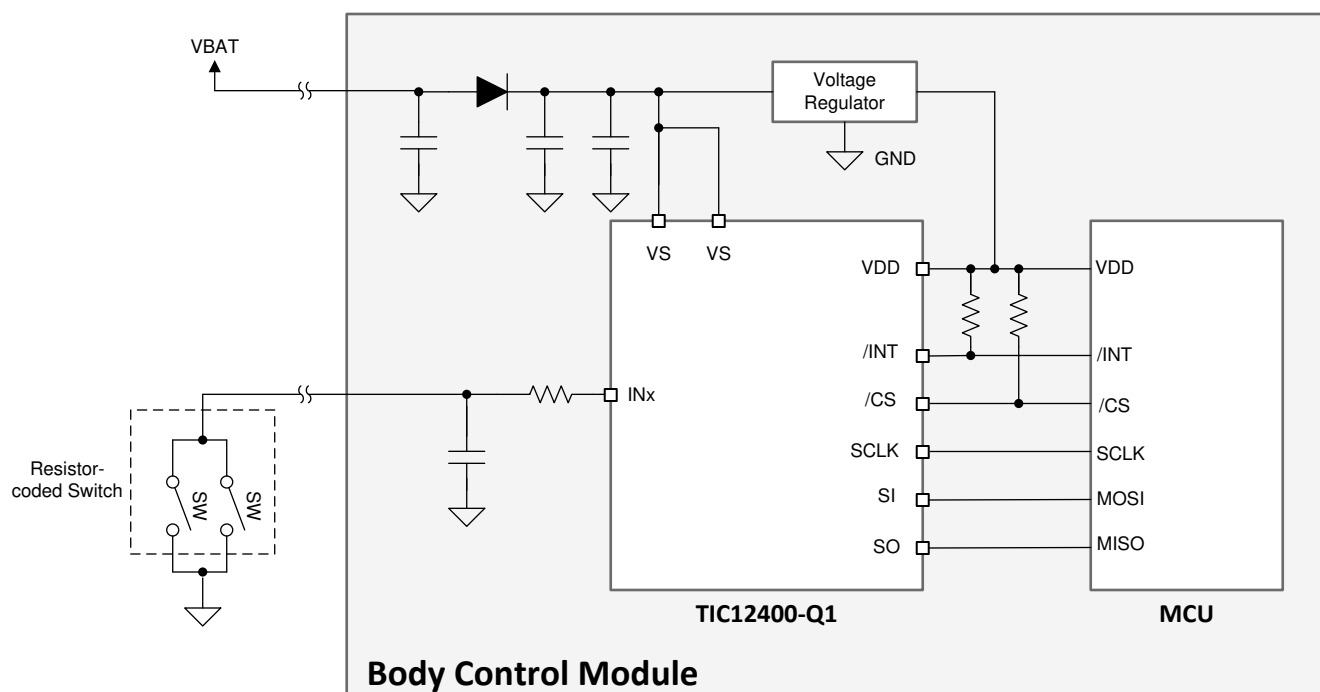 VBAT
Voltage
Regulator
GND
VS
VS
VDD
VDD
/INT
/INT
INx
/CS
/CS
SCLK
SCLK
Resistor-
coded Switch
SW
SW
SI
MOSI
SO
MISO
TIC12400-Q1
MCU
Body Control Module